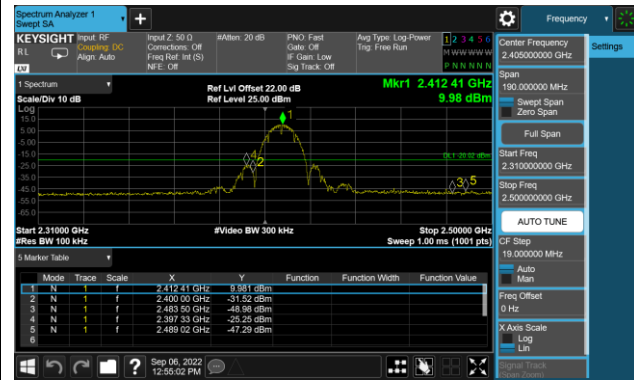 Spectrum Analyzer 1
Swept SA
Frequency
KEYSIGHT
RL
Input: RF
Coupling: DC
Align: Auto
Input Z: 50 Ω
Corrections: Off
Freq Ref: Int (S)
NFE: Off
#Atten: 20 dB
PNO: Fast
Gate: Off
IF Gain: Low
Sig Track: Off
Avg Type: Log-Power
Trig: Free Run
1 2 3 4 5 6
M W W W W W
P N N N N N
1 Spectrum
Scale/Div 10 dB
Ref Lvl Offset 22.00 dB
Ref Level 25.00 dBm
Mkr1 2.412 41 GHz
9.98 dBm
Log
15.0
5.00
-5.00
-15.0
-25.0
-35.0
-45.0
-55.0
-65.0
1
4
2
3
5
DL1 -20.02 dBm
Start 2.31000 GHz
#Res BW 100 kHz
#Video BW 300 kHz
Stop 2.50000 GHz
Sweep 1.00 ms (1001 pts)
5 Marker Table
Mode Trace Scale X Y Function Function Width Function Value
1 N 1 f 2.412 41 GHz 9.981 dBm
2 N 1 f 2.400 00 GHz -31.52 dBm
3 N 1 f 2.483 50 GHz -48.98 dBm
4 N 1 f 2.397 33 GHz -25.25 dBm
5 N 1 f 2.489 02 GHz -47.29 dBm
6
Sep 06, 2022
12:55:02 PM
Center Frequency
2.405000000 GHz
Settings
Span
190.000000 MHz
Swept Span
Zero Span
Full Span
Start Freq
2.310000000 GHz
Stop Freq
2.500000000 GHz
AUTO TUNE
CF Step
19.000000 MHz
Auto
Man
Freq Offset
0 Hz
X Axis Scale
Log
Lin
Signal Track
(Span Zoom)